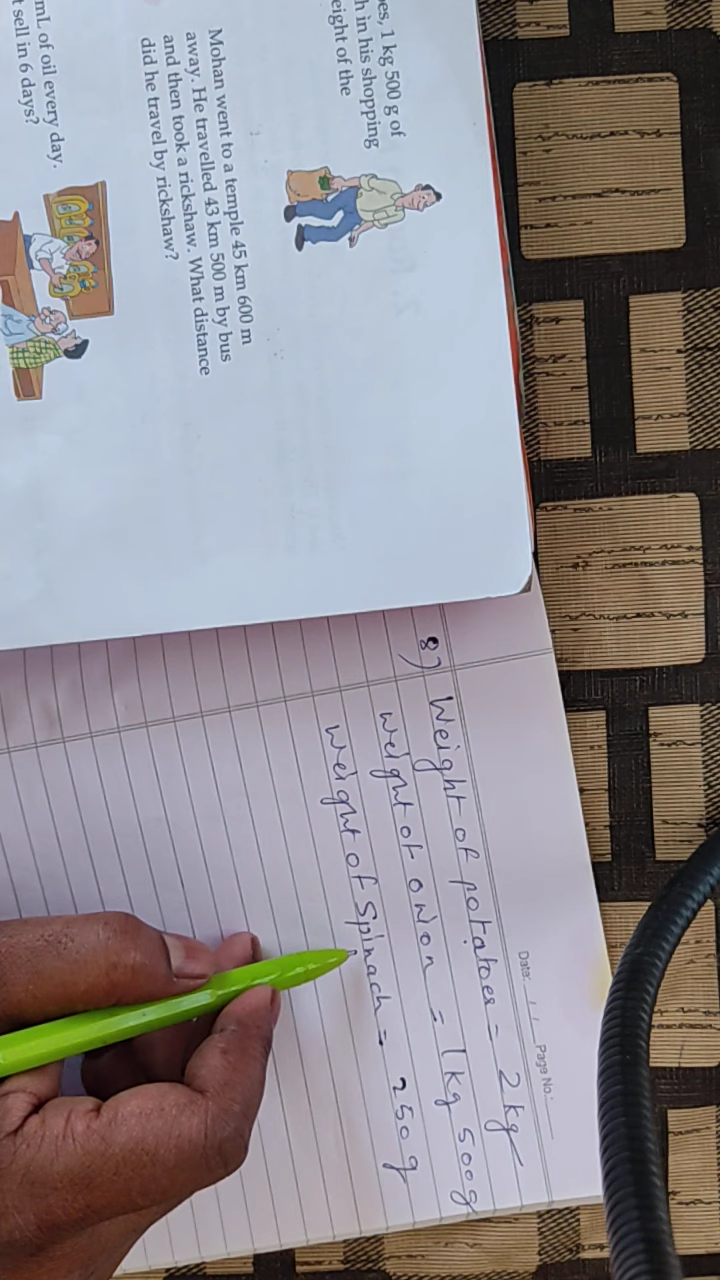 es, 1 kg 500 g of
h in his shopping
eight of the
Mohan went to a temple 45 km 600 m
away. He travelled 43 km 500 m by bus
and then took a rickshaw. What distance
did he travel by rickshaw?
mL of oil every day.
t sell in 6 days?
Date: / / Page No.:
8) Weight of potatoes = 2 kg
weight of onion = 1 kg 500g
weight of Spinach = 250 g